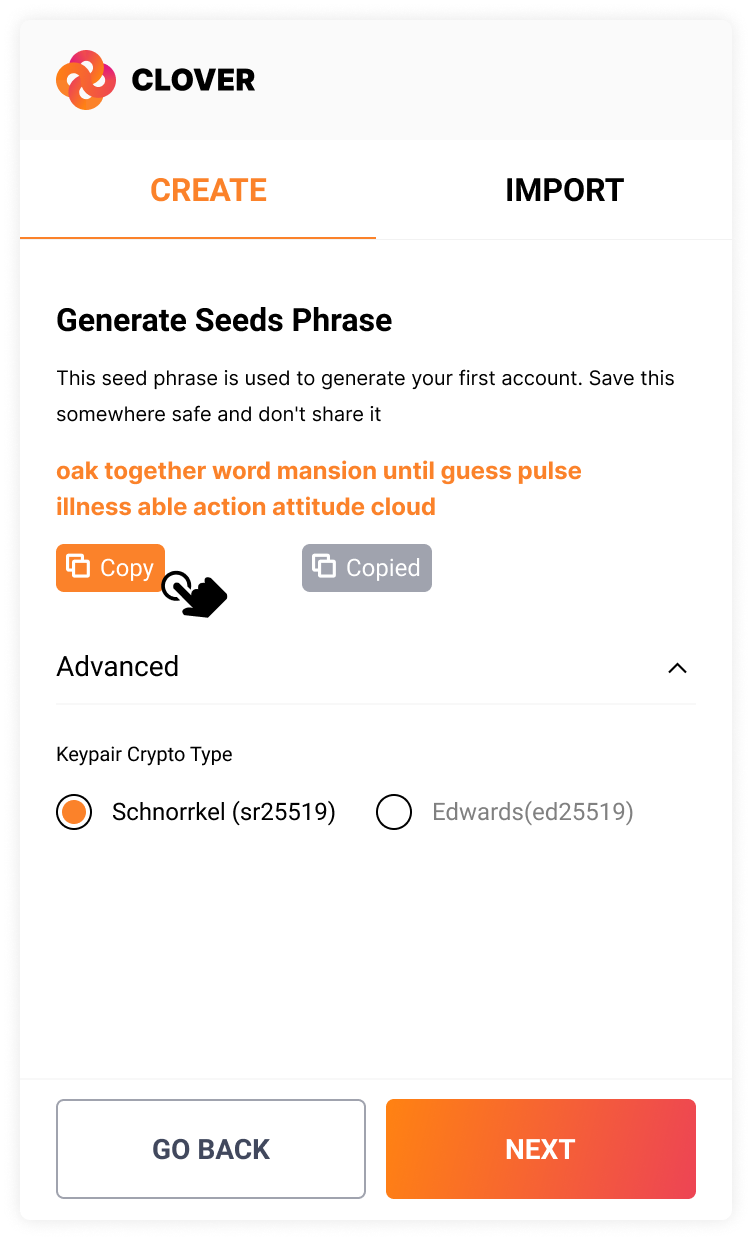 CLOVER
CREATE
IMPORT
Generate Seeds Phrase
This seed phrase is used to generate your first account. Save this
somewhere safe and don't share it
oak together word mansion until guess pulse
illness able action attitude cloud
Copy
Copied
Advanced
Keypair Crypto Type
Schnorrkel (sr25519)
Edwards(ed25519)
GO BACK
NEXT